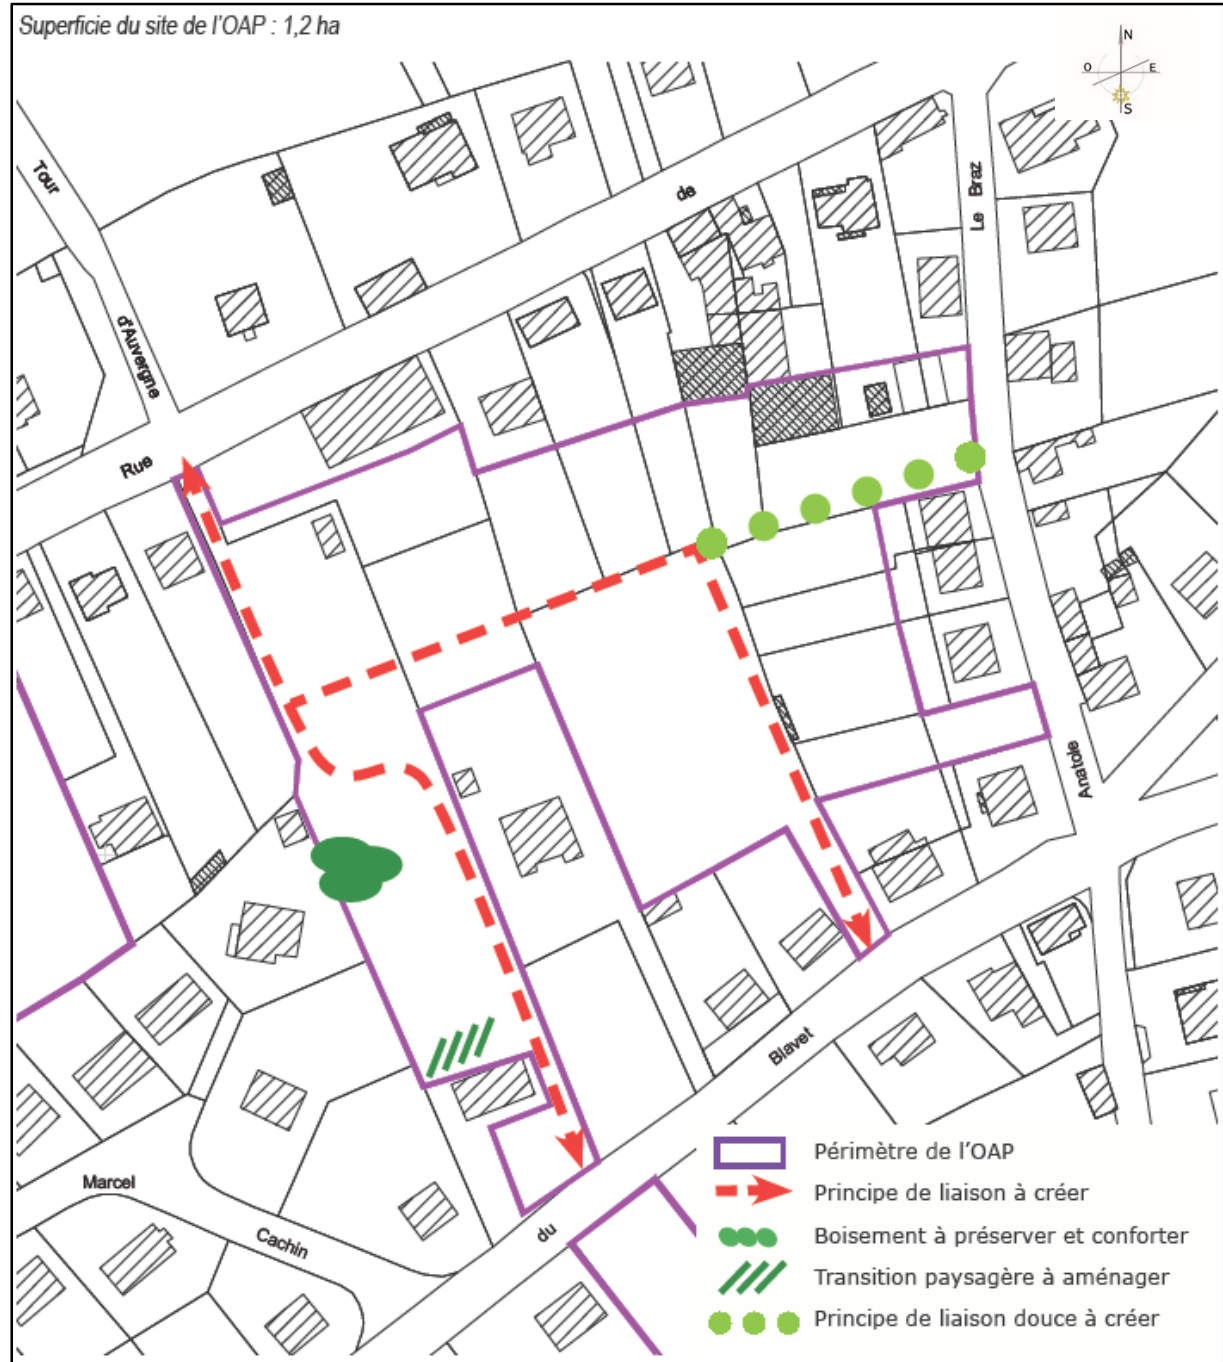 Superficie du site de l'OAP : 1,2 ha
N
O E
S
Tour
d'Auvergne
Rue
de
Le Braz
Anatole
Blavet
du
Marcel
Cachin
Périmètre de l'OAP
Principe de liaison à créer
Boisement à préserver et conforter
Transition paysagère à aménager
Principe de liaison douce à créer